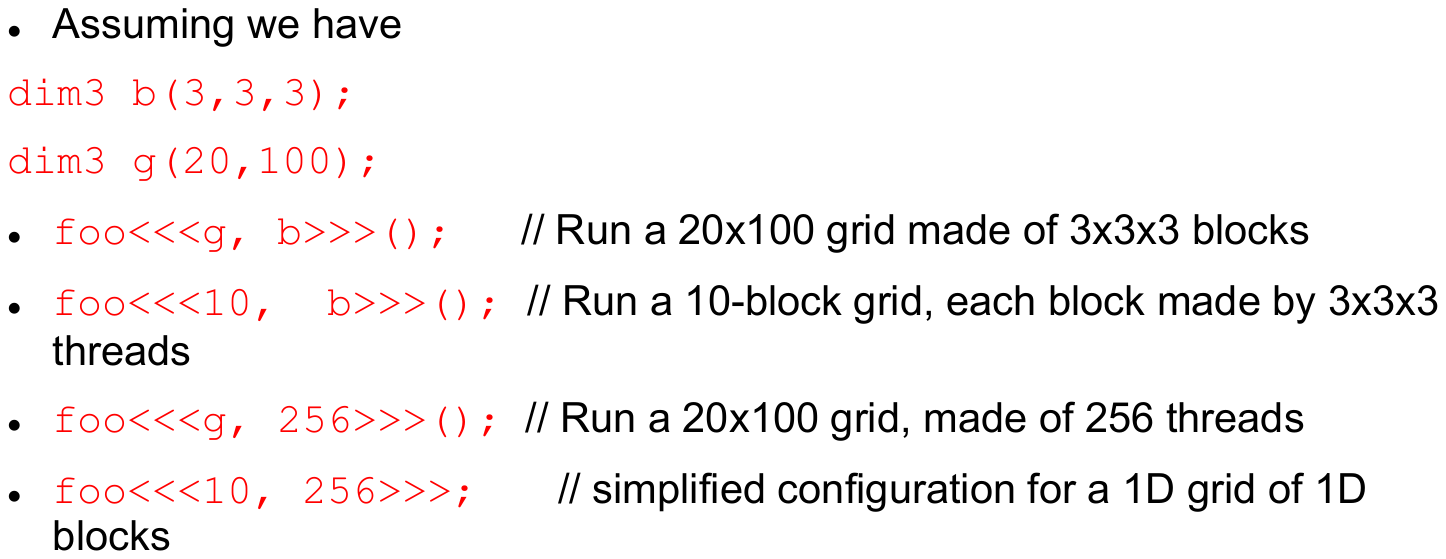 • Assuming we have
dim3 b(3,3,3);
dim3 g(20,100);
• foo<<<g, b>>>(); // Run a 20x100 grid made of 3x3x3 blocks
• foo<<<10, b>>>(); // Run a 10-block grid, each block made by 3x3x3
threads
• foo<<<g, 256>>>(); // Run a 20x100 grid, made of 256 threads
• foo<<<10, 256>>>; // simplified configuration for a 1D grid of 1D
blocks